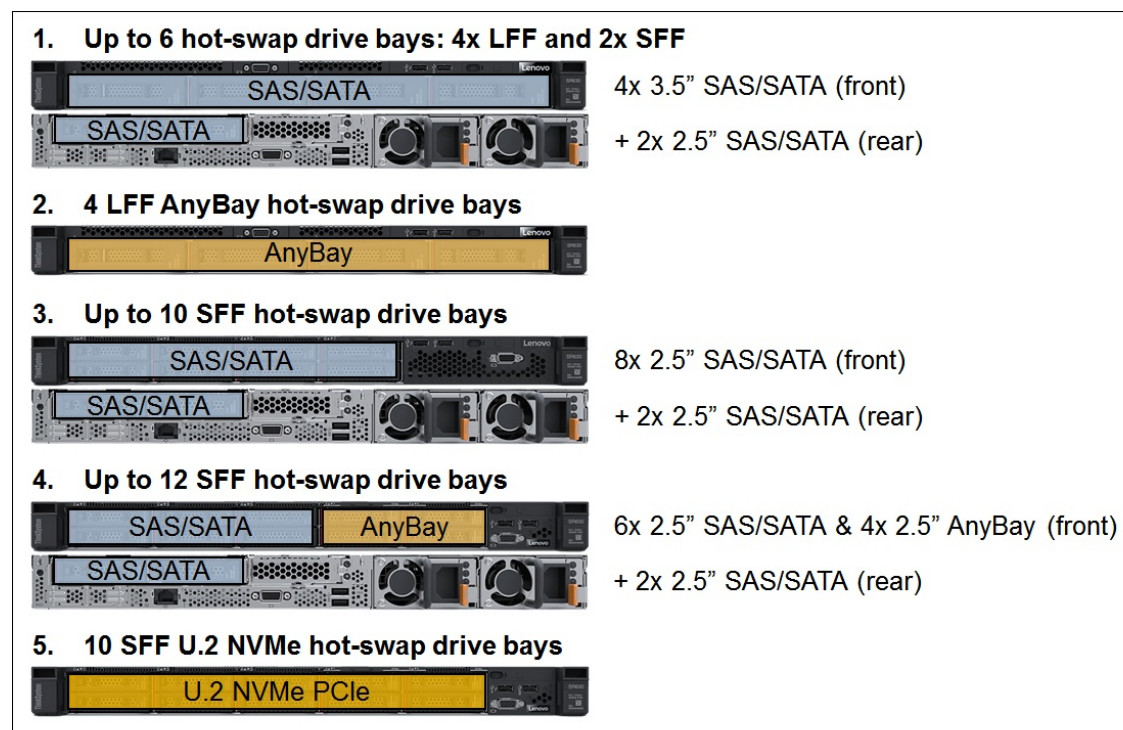 1. Up to 6 hot-swap drive bays: 4x LFF and 2x SFF
Lenovo
SAS/SATA
4x 3.5” SAS/SATA (front)
SAS/SATA
+ 2x 2.5” SAS/SATA (rear)
2. 4 LFF AnyBay hot-swap drive bays
Lenovo
AnyBay
3. Up to 10 SFF hot-swap drive bays
Lenovo
SAS/SATA
8x 2.5” SAS/SATA (front)
SAS/SATA
+ 2x 2.5” SAS/SATA (rear)
4. Up to 12 SFF hot-swap drive bays
SAS/SATA AnyBay
Lenovo
6x 2.5” SAS/SATA & 4x 2.5” AnyBay (front)
SAS/SATA
+ 2x 2.5” SAS/SATA (rear)
5. 10 SFF U.2 NVMe hot-swap drive bays
U.2 NVMe PCIe
Lenovo